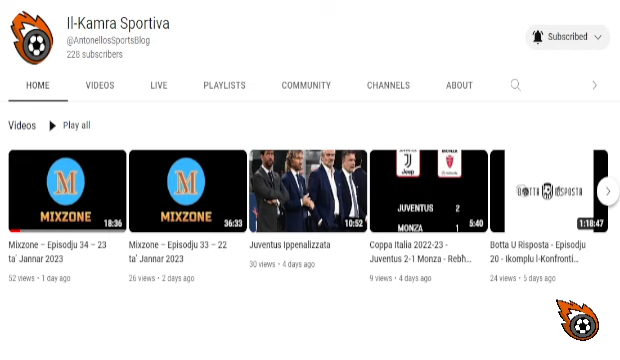 Il-Kamra Sportiva
@AntonellosSportsBlog
228 subscribers
Subscribed
HOME VIDEOS LIVE PLAYLISTS COMMUNITY CHANNELS ABOUT
Videos Play all
M
MIXZONE
18:36
M
MIXZONE
36:33
10:52
Jeep
JUVENTUS 2
MONZA 1
5:40
BOTTA RISPOSTA
1:18:47
Mixzone – Episodju 34 – 23
ta' Jannar 2023
52 views • 1 day ago
Mixzone – Episodju 33 – 22
ta' Jannar 2023
26 views • 2 days ago
Juventus Ippenalizzata
30 views • 4 days ago
Coppa Italia 2022-23 -
Juventus 2-1 Monza - Rebħ...
9 views • 4 days ago
Botta U Risposta - Episodju
20 - Ikomplu l-Konfronti...
24 views • 5 days ago